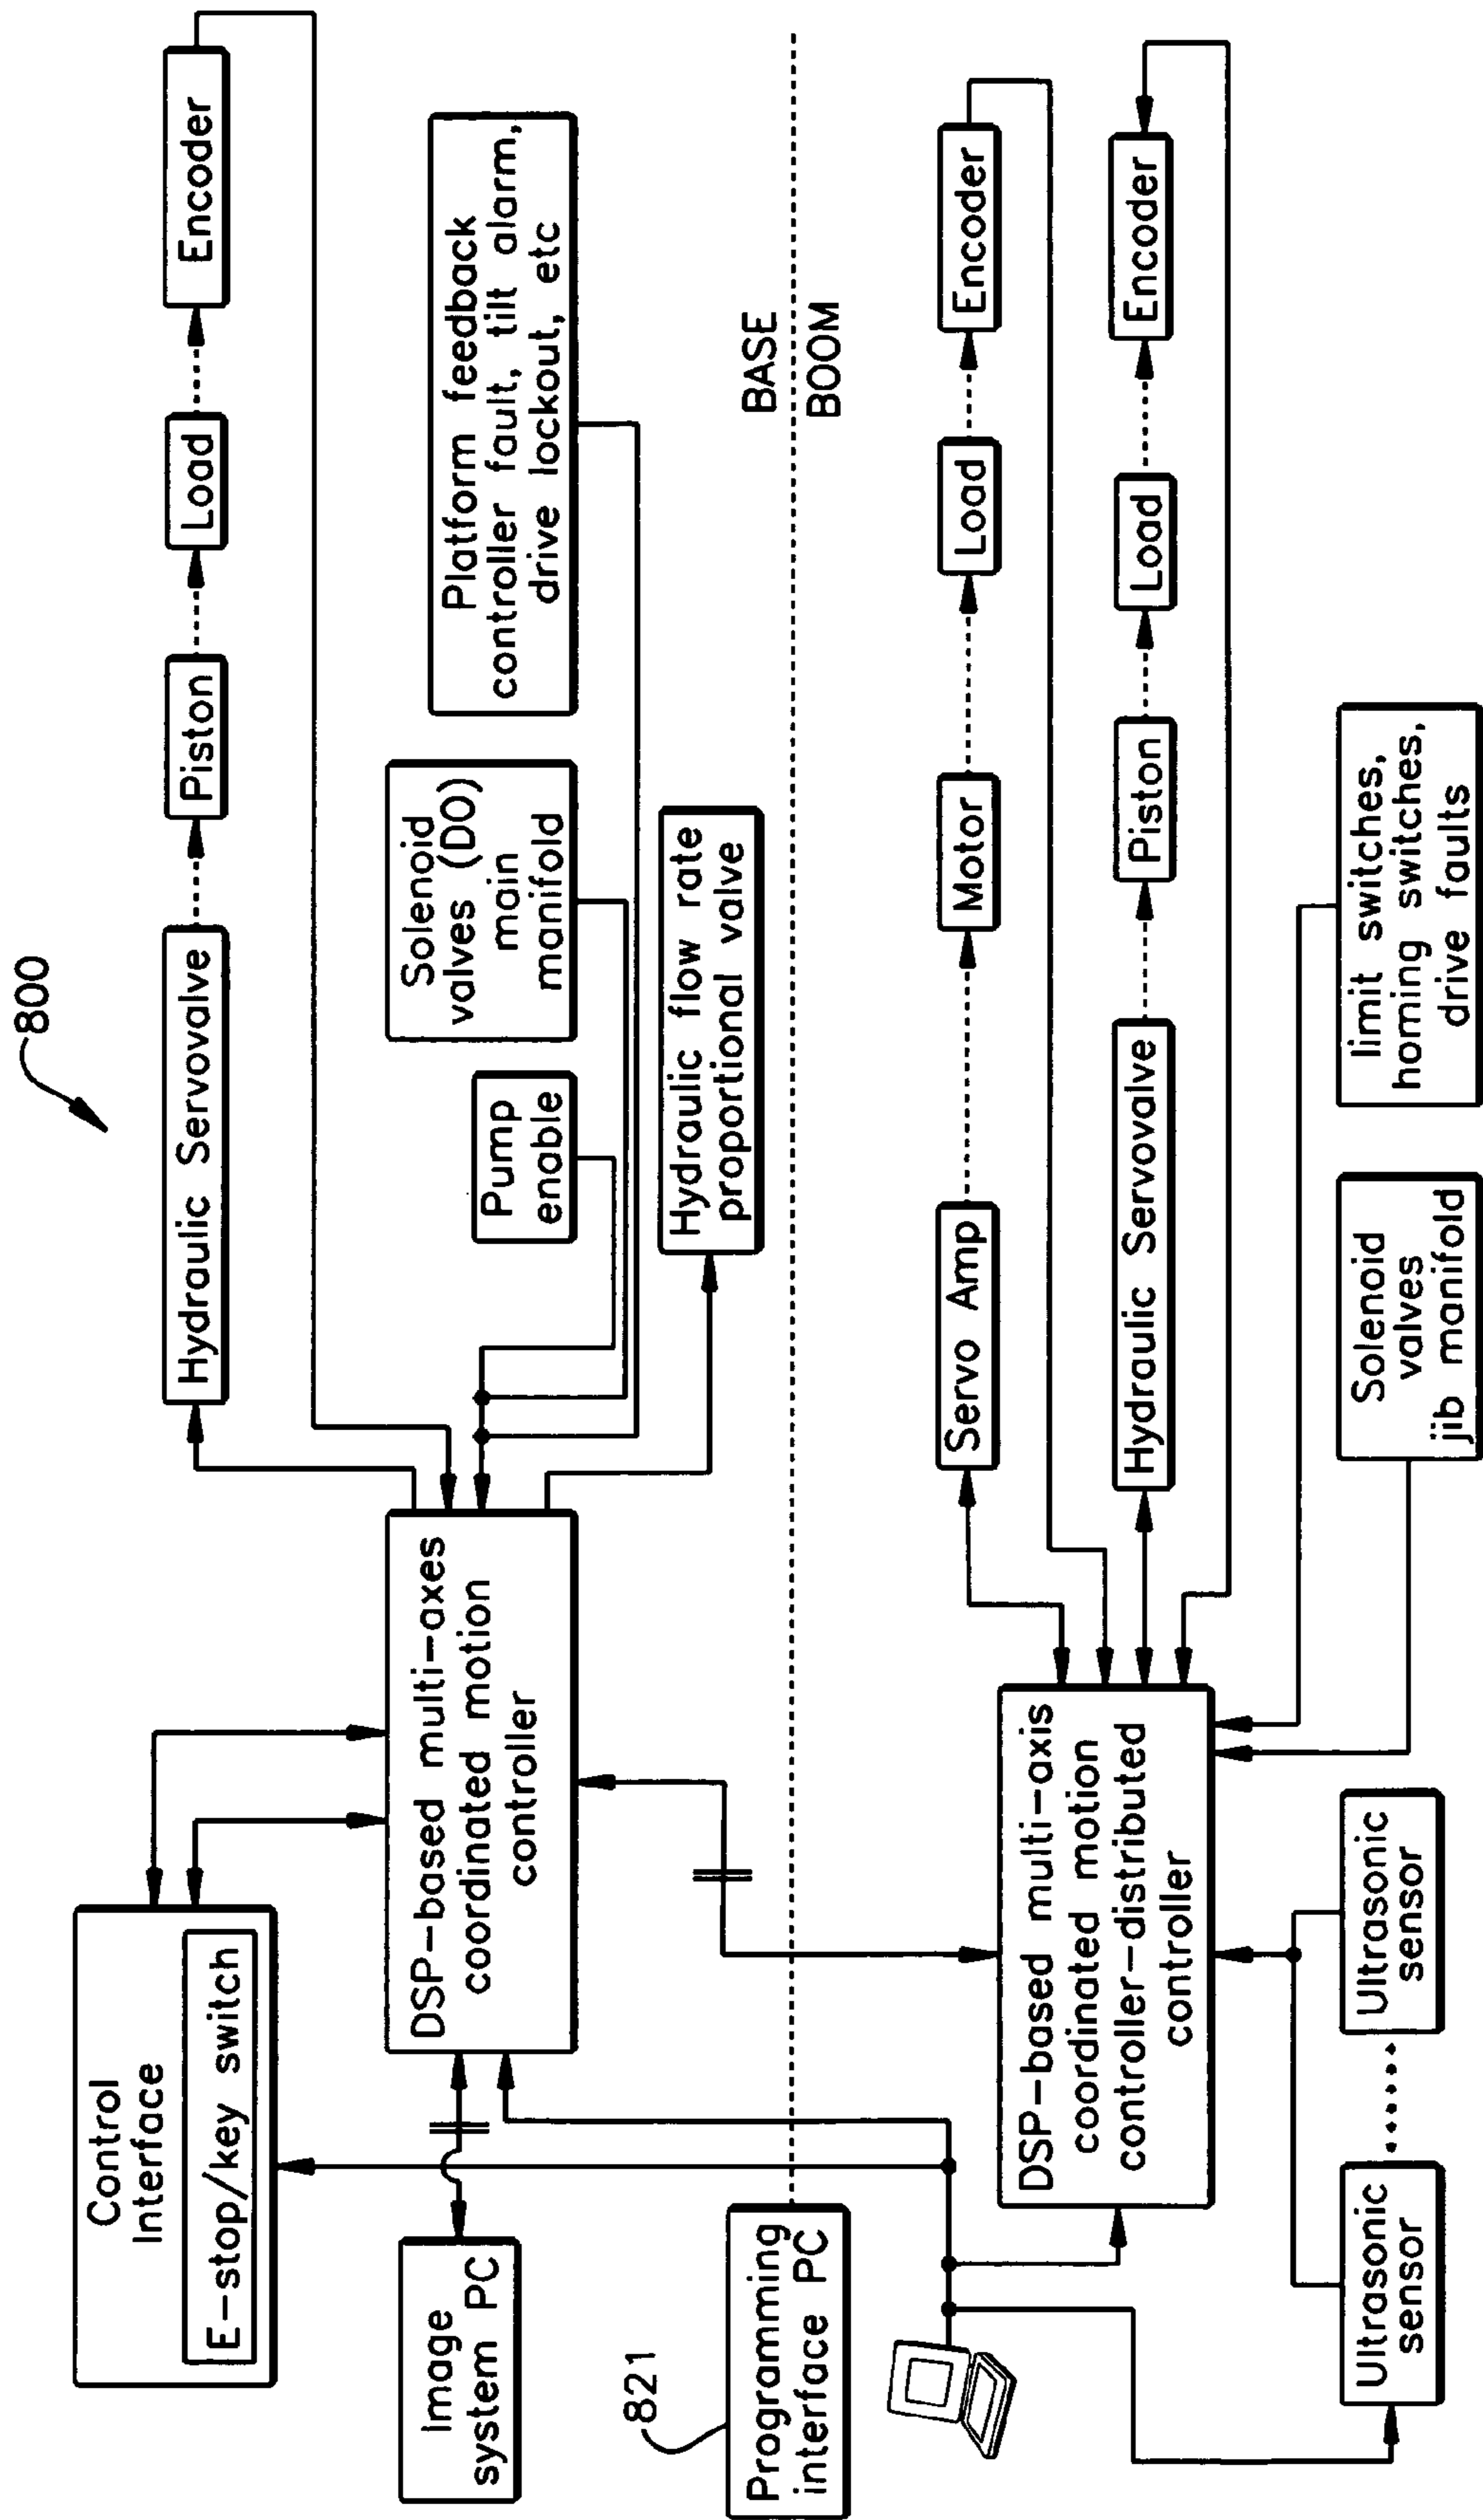 800
Control
Interface
E-stop/key switch
Hydraulic Servovalve
Piston
Load
Encoder
image
system PC
DSP-based multi-axes
coordinated motion
controller
Pump
enable
Solenoid
valves (DO)
main
manifold
Platform feedback
controller fault, tilt alarm,
drive lockout, etc
Hydraulic flow rate
proportional valve
821
Programming
interface PC
BASE
BOOM
DSP-based multi-axis
coordinated motion
controller-distributed
controller
Servo Amp
Motor
Load
Encoder
Hydraulic Servovalve
Piston
Load
Encoder
Ultrasonic
sensor
Ultrasonic
sensor
Solenoid
valves
jib manifold
limit switches,
homing switches,
drive faults